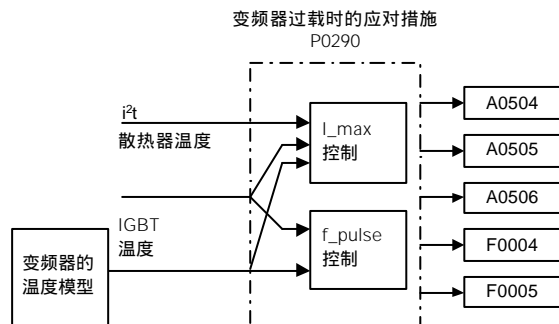 变频器过载时的应对措施
P0290
i²t
散热器温度
I_max
控制
IGBT
温度
f_pulse
控制
变频器的
温度模型
A0504
A0505
A0506
F0004
F0005